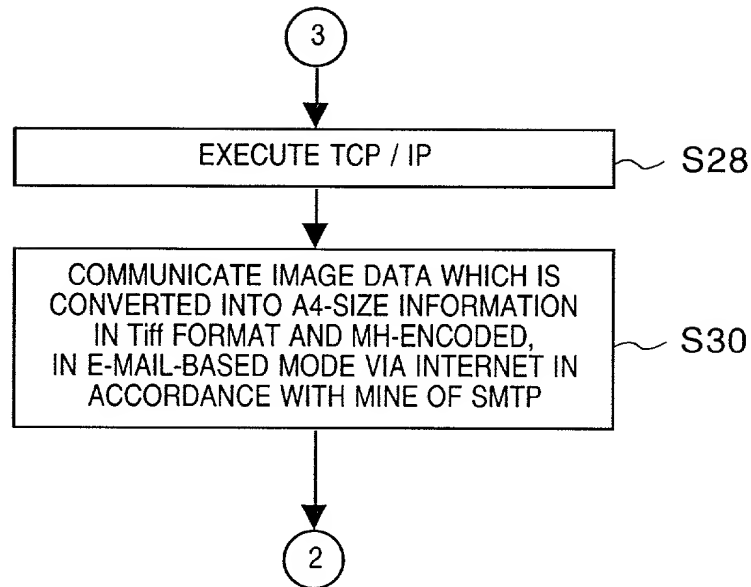 3
EXECUTE TCP / IP
S28
COMMUNICATE IMAGE DATA WHICH IS
CONVERTED INTO A4-SIZE INFORMATION
IN Tiff FORMAT AND MH-ENCODED,
IN E-MAIL-BASED MODE VIA INTERNET IN
ACCORDANCE WITH MINE OF SMTP
S30
2